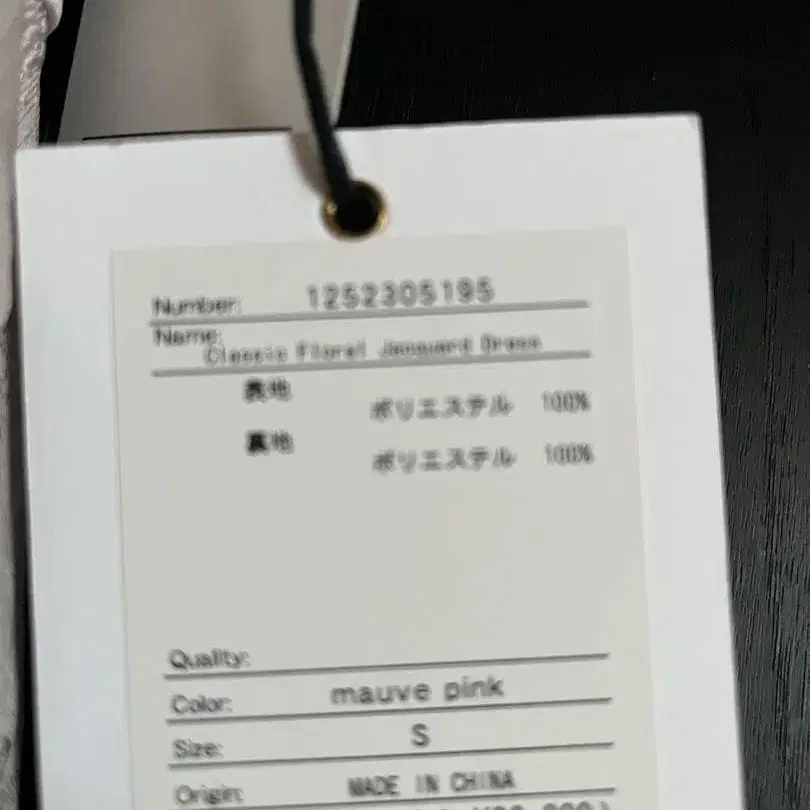 Number: 1252305195
Name:
Classic Floral Jacquard Dress
表地
ポリエステル 100%
裏地
ポリエステル 100%
Quality:
Color: mauve pink
Size: S
Origin: MADE IN CHINA